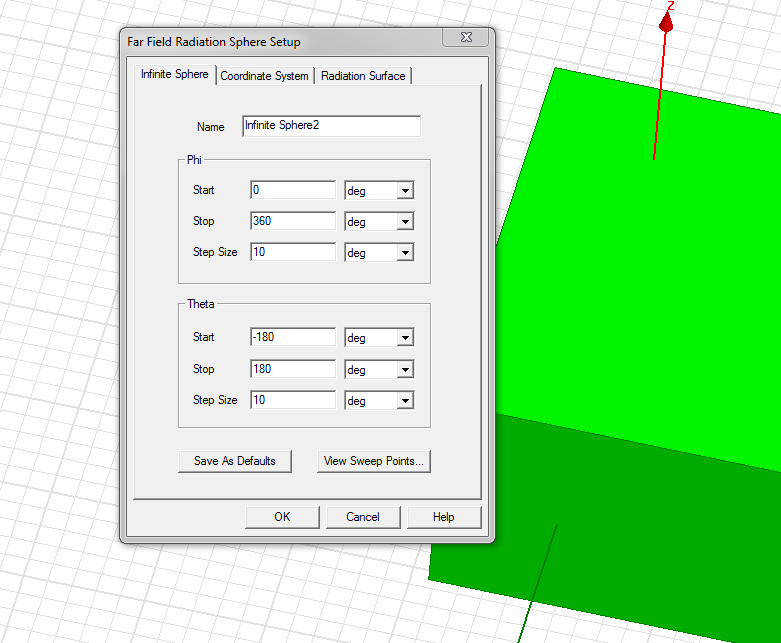 Z
Far Field Radiation Sphere Setup
Infinite Sphere Coordinate System Radiation Surface
Name Infinite Sphere2
Phi
Start 0 deg
Stop 360 deg
Step Size 10 deg
Theta
Start -180 deg
Stop 180 deg
Step Size 10 deg
Save As Defaults View Sweep Points...
OK Cancel Help